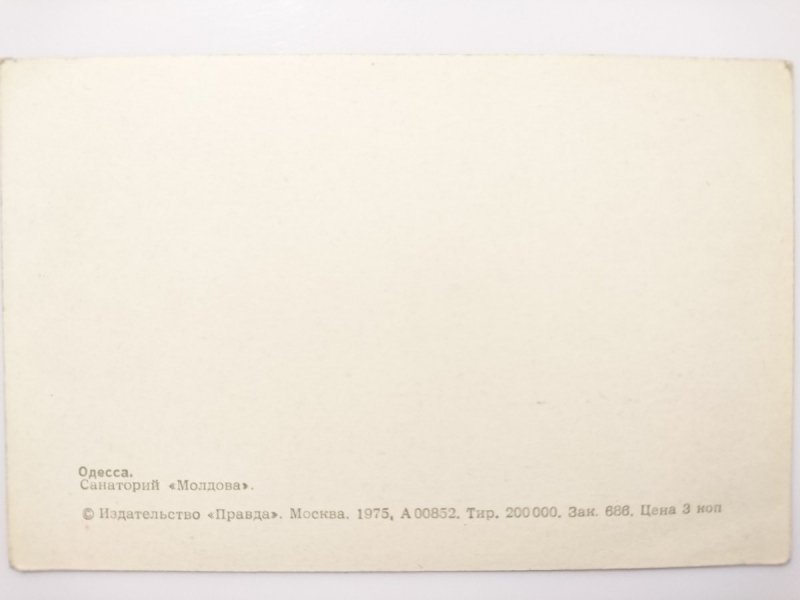 Одесса.
Санаторий «Молдова».
© Издательство «Правда». Москва. 1975, А 00852. Тир. 200 000. Зак. 686. Цена 3 коп